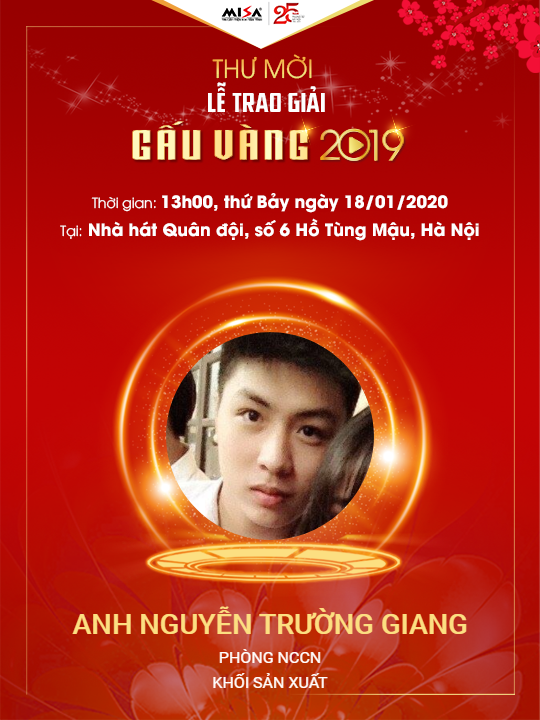 MISA
25
THƯ MỜI
LỄ TRAO GIẢI
GẤU VÀNG 2019
Thời gian: 13h00, thứ Bảy ngày 18/01/2020
Tại: Nhà hát Quân đội, số 6 Hồ Tùng Mậu, Hà Nội
ANH NGUYỄN TRƯỜNG GIANG
PHÒNG NCCN
KHỐI SẢN XUẤT